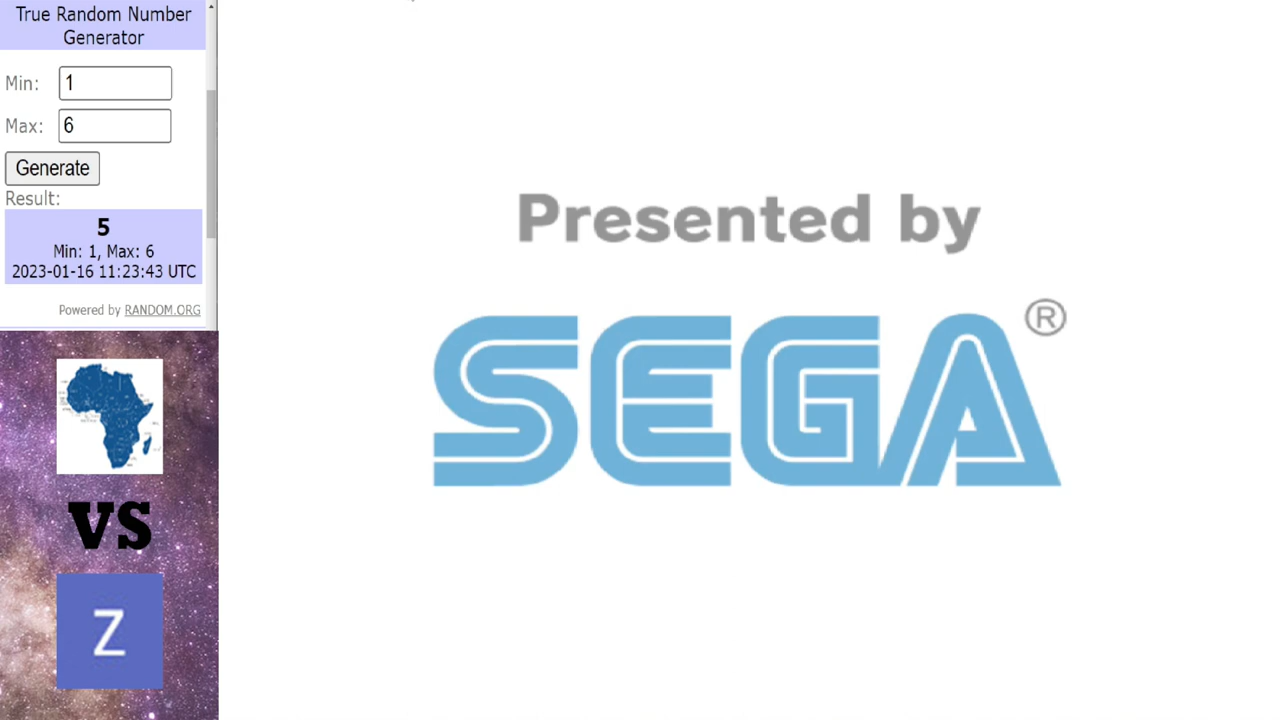 True Random Number
Generator
Min: 1
Max: 6
Generate
Result:
5
Min: 1, Max: 6
2023-01-16 11:23:43 UTC
Powered by RANDOM.ORG
VS
Z
Presented by
SEGA®